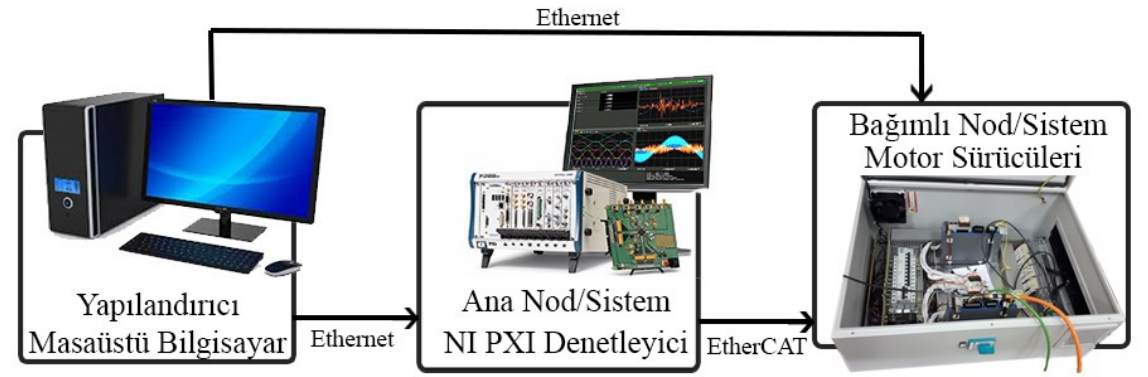 Ethernet
Yapılandırıcı
Masaüstü Bilgisayar
Ethernet
Ana Nod/Sistem
NI PXI Denetleyici
EtherCAT
Bağımlı Nod/Sistem
Motor Sürücüleri